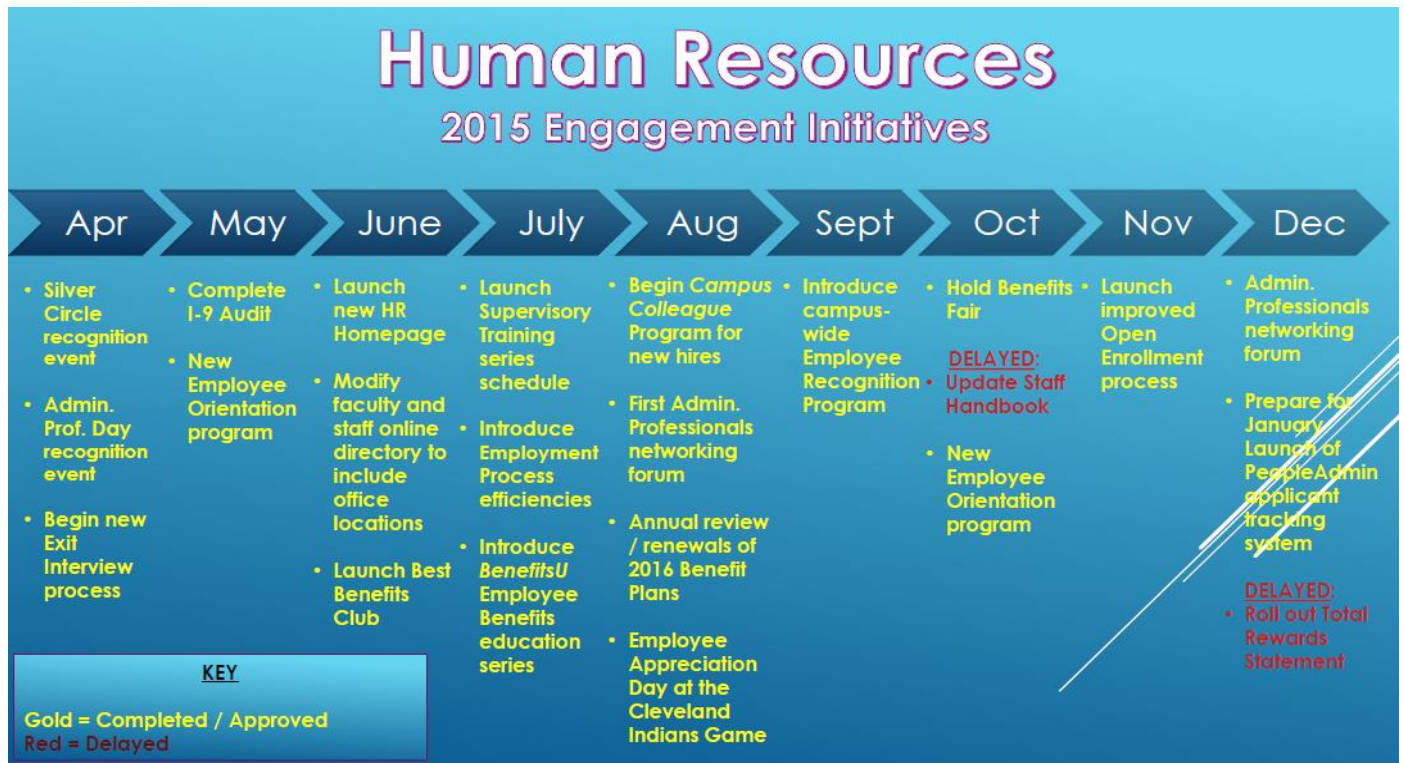 Human Resources
2015 Engagement Initiatives
Apr
May
June
July
Aug
Sept
Oct
Nov
Dec
• Silver
Circle
recognition
event
• Admin.
Prof. Day
recognition
event
• Begin new
Exit
Interview
process
• Complete
I-9 Audit
• New
Employee
Orientation
program
• Launch
new HR
Homepage
• Modify
faculty and
staff online
directory to
include
office
locations
• Launch Best
Benefits
Club
• Launch
Supervisory
Training
series
schedule
• Introduce
Employment
Process
efficiencies
• Introduce
BenefitsU
Employee
Benefits
education
series
• Begin Campus
Colleague
Program for
new hires
• First Admin.
Professionals
networking
forum
• Annual review
/ renewals of
2016 Benefit
Plans
• Employee
Appreciation
Day at the
Cleveland
Indians Game
• Introduce
campus-
wide
Employee
Recognition
Program
• Hold Benefits
Fair
DELAYED:
• Update Staff
Handbook
• New
Employee
Orientation
program
• Launch
improved
Open
Enrollment
process
• Admin.
Professionals
networking
forum
• Prepare for
January
Launch of
PeopleAdmin
applicant
tracking
system
DELAYED:
• Roll out Total
Rewards
Statement
KEY
Gold = Completed / Approved
Red = Delayed